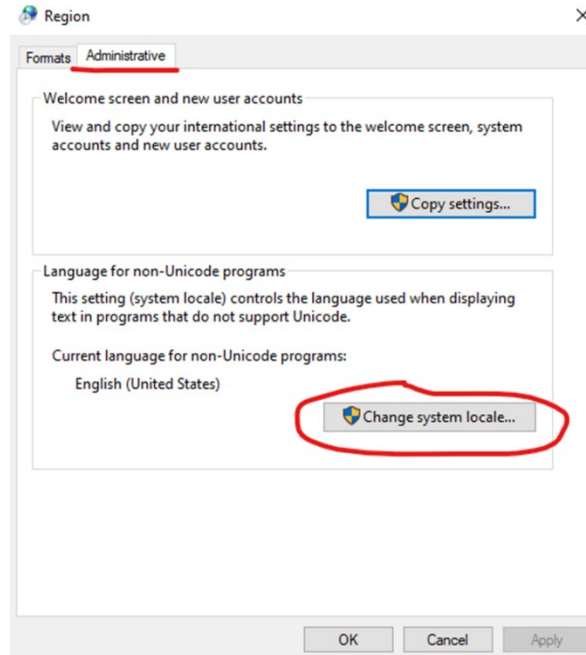 Region
Formats
Administrative
Welcome screen and new user accounts
View and copy your international settings to the welcome screen, system
accounts and new user accounts.
Copy settings...
Language for non-Unicode programs
This setting (system locale) controls the language used when displaying
text in programs that do not support Unicode.
Current language for non-Unicode programs:
English (United States)
Change system locale...
OK
Cancel
Apply